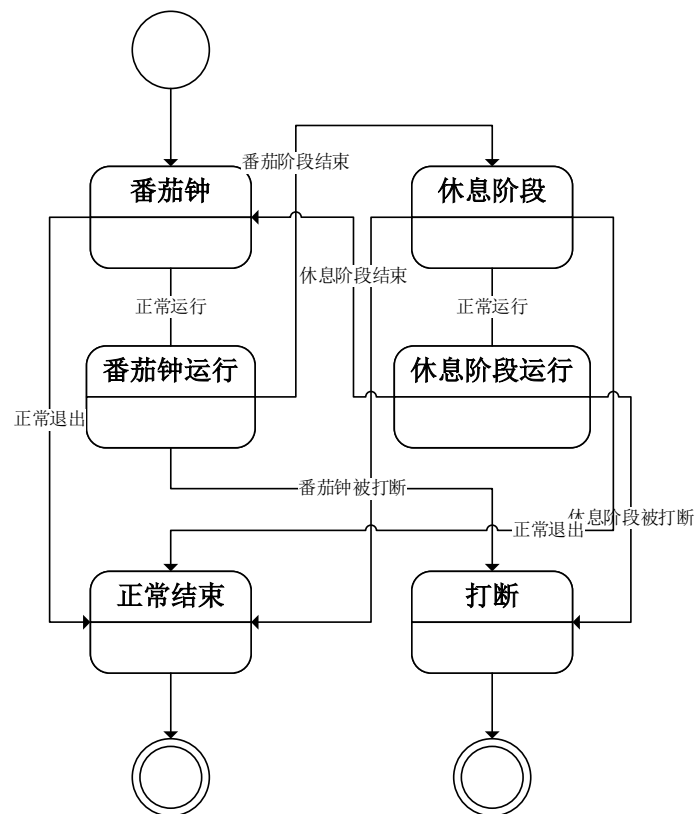 番茄阶段结束
番茄钟
休息阶段
休息阶段结束
正常运行
正常运行
番茄钟运行
休息阶段运行
正常退出
番茄钟被打断
休息阶段被打断
正常退出
正常结束
打断